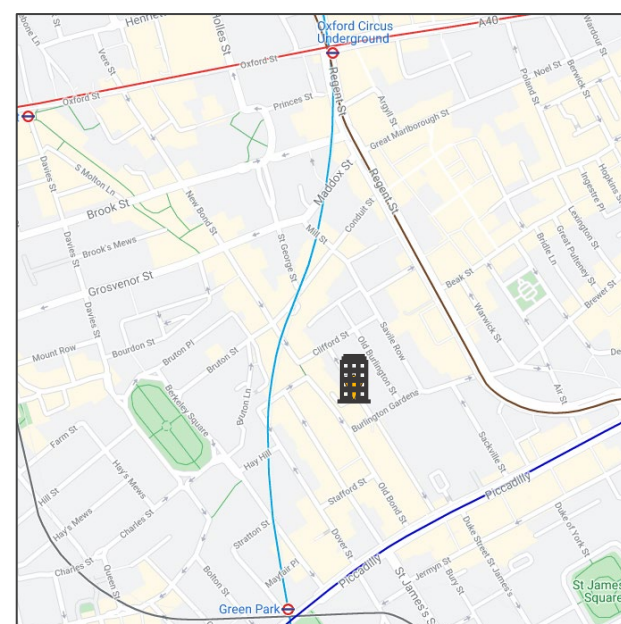 Oxford Circus
Underground
A40
Henrie
Holles St
Vere St
Oxford St
Oxford St
Regent St
Princes St
Argyll St
Great Marlborough St
Noel St
Poland St
Berwick St
Wardour St
Davies St
S Molton Ln
Brook St
New Bond St
Maddox St
Regent St
Conduit St
Mill St
Hopkins St
Ingestre Pl
Lexington St
Great Pulteney St
Bridle Ln
Beak St
Brewer St
Warwick St
Davies St
Brook's Mews
St George St
Grosvenor St
Davies St
Mount Row
Bourdon St
Bruton Pl
Bruton St
Clifford St
Savile Row
Old Burlington St
Burlington Gardens
Air St
De
Berkeley Square
Bruton Ln
Hay Hill
Farm St
Hay's Mews
Hill St
Hay's Mews
Charles St
Charles St
Queen St
Bolton St
Stratton St
Mayfair Pl
Stafford St
Old Bond St
Dover St
Sackville St
Piccadilly
Piccadilly
Duke Street St James's
Duke of York St
Jermyn St
Bury St
St James's S
St James
Square
Green Park